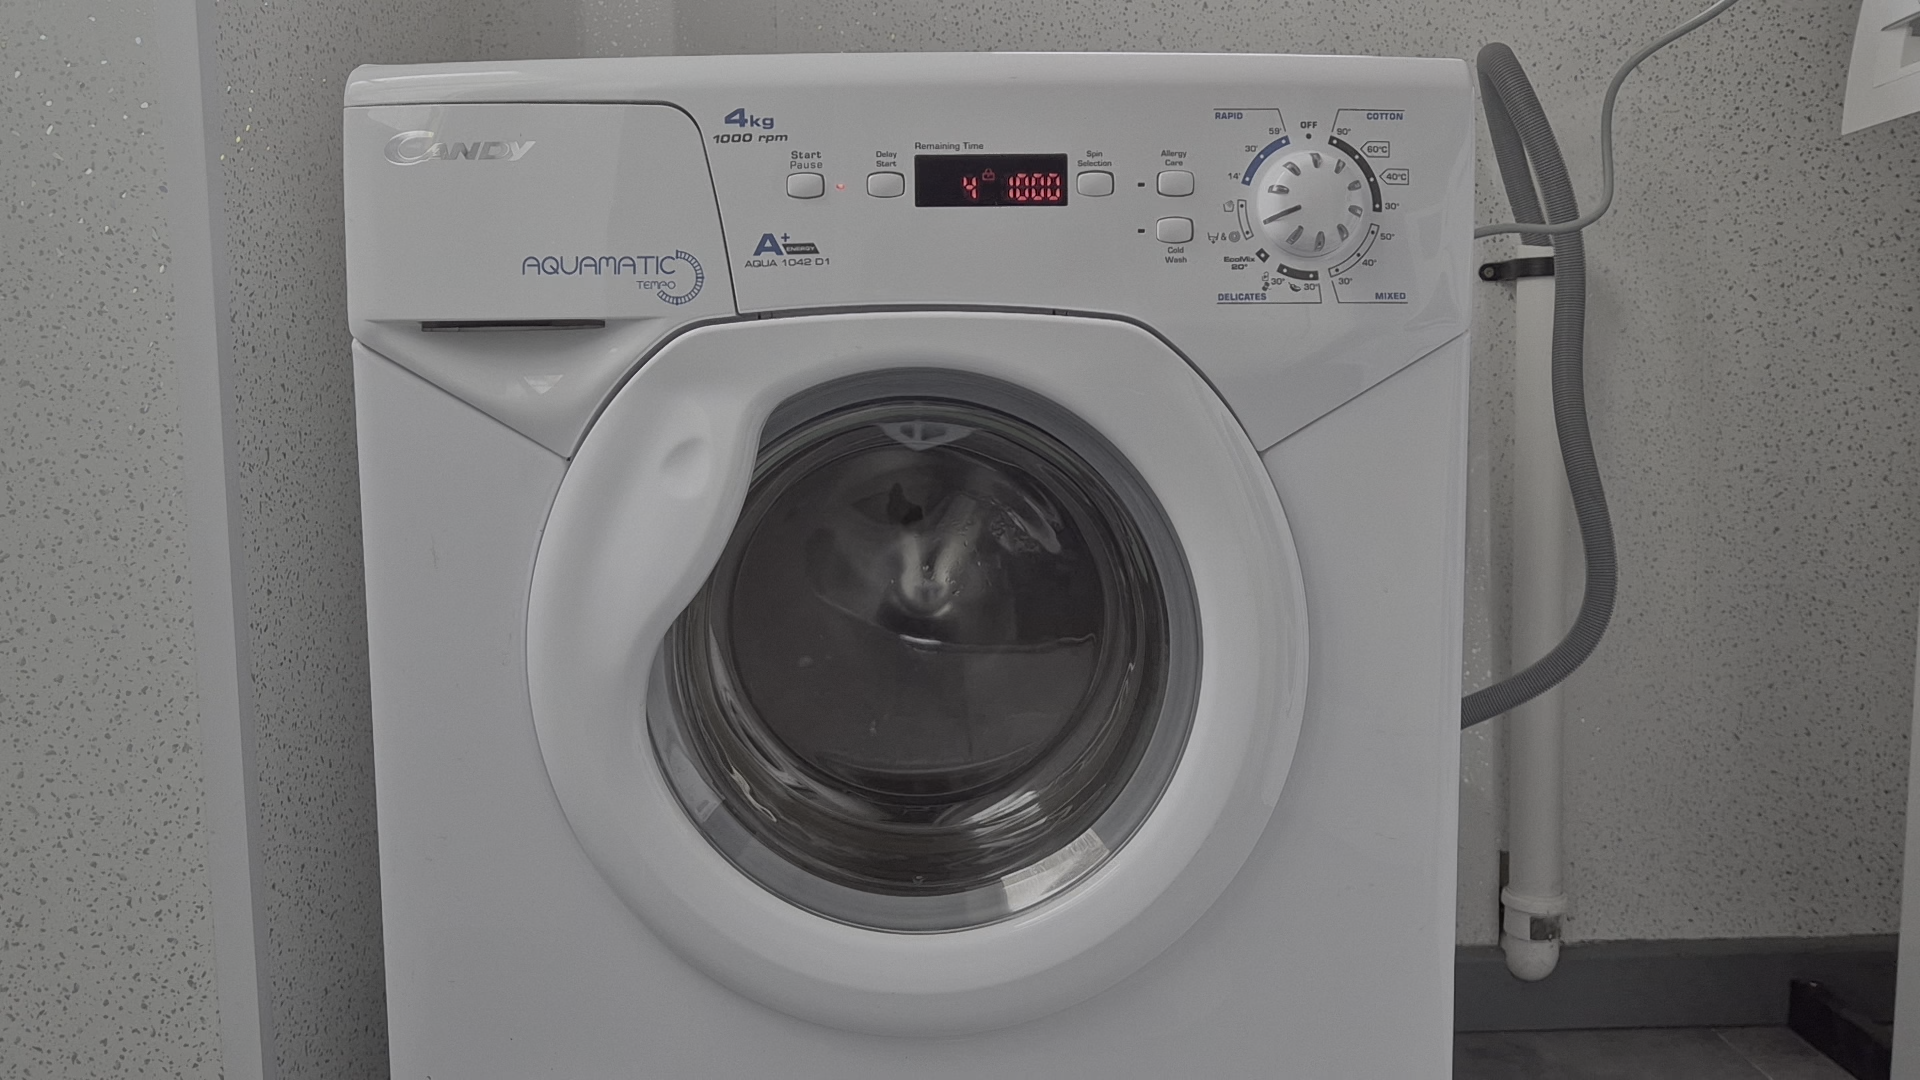 CANDY
AQUAMATIC
TEMPO
4kg
1000 rpm
Start
Pause
Delay
Start
Remaining Time
4 1000
Spin
Selection
Allergy
Care
Cold
Wash
A+ ENERGY
AQUA 1042 D1
RAPID
59'
30'
14'
OFF
COTTON
90°
60°C
40°C
30°
50°
40°
30°
MIXED
&
EcoMix
20°
30°
30°
DELICATES